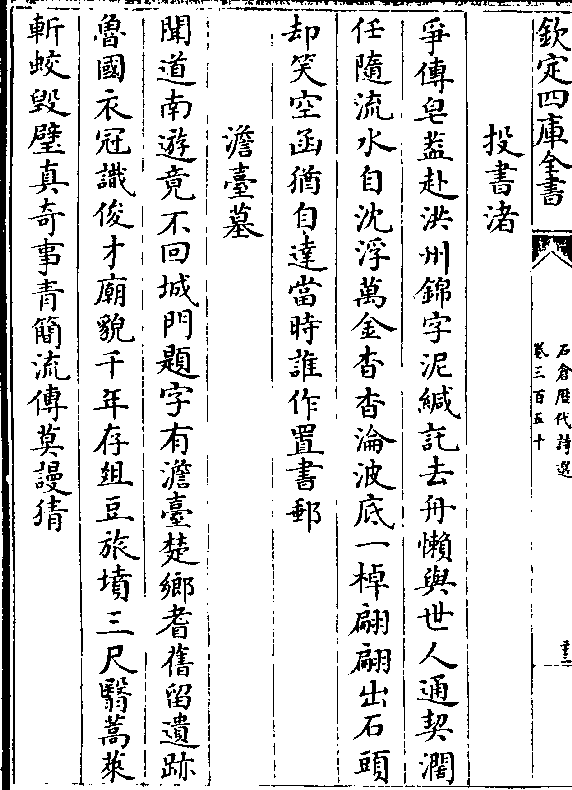 欽定四庫全書
石倉歴代詩選
卷三百五十
投書渚
爭傳皂葢赴洪州錦字泥緘託去舟懶與世人通契濶
任隨流水自沈浮萬金杳杳淪波底一棹翩翩出石頭
却笑空函猶自達當時誰作置書郵
澹臺墓
聞道南遊竟不回城門題字有澹臺楚鄉耆舊留遺跡
魯國衣冠識俊才廟貌千年存組豆旅墳三尺翳蒿萊
斬蛟毀璧真奇事青簡流傳莫謾猜